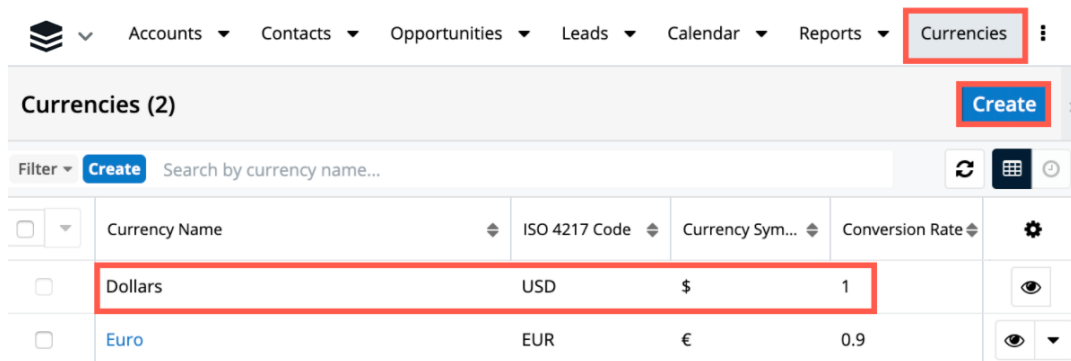 Accounts Contacts Opportunities Leads Calendar Reports Currencies
Currencies (2) Create
Filter Create Search by currency name...
Currency Name ISO 4217 Code Currency Sym... Conversion Rate
Dollars USD $ 1
Euro EUR € 0.9